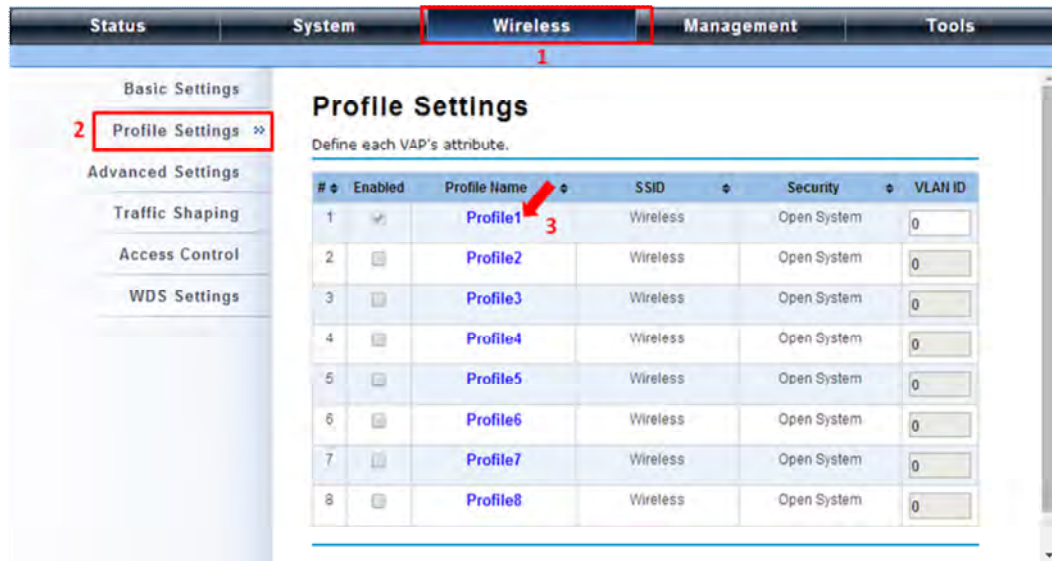 Status System Wireless Management Tools
1
Basic Settings
2 Profile Settings »
Advanced Settings
Traffic Shaping
Access Control
WDS Settings
Profile Settings
Define each VAP's attribute.
# Enabled Profile Name SSID Security VLAN ID
1 Profile1 Wireless Open System 0
3
2 Profile2 Wireless Open System 0
3 Profile3 Wireless Open System 0
4 Profile4 Wireless Open System 0
5 Profile5 Wireless Open System 0
6 Profile6 Wireless Open System 0
7 Profile7 Wireless Open System 0
8 Profile8 Wireless Open System 0